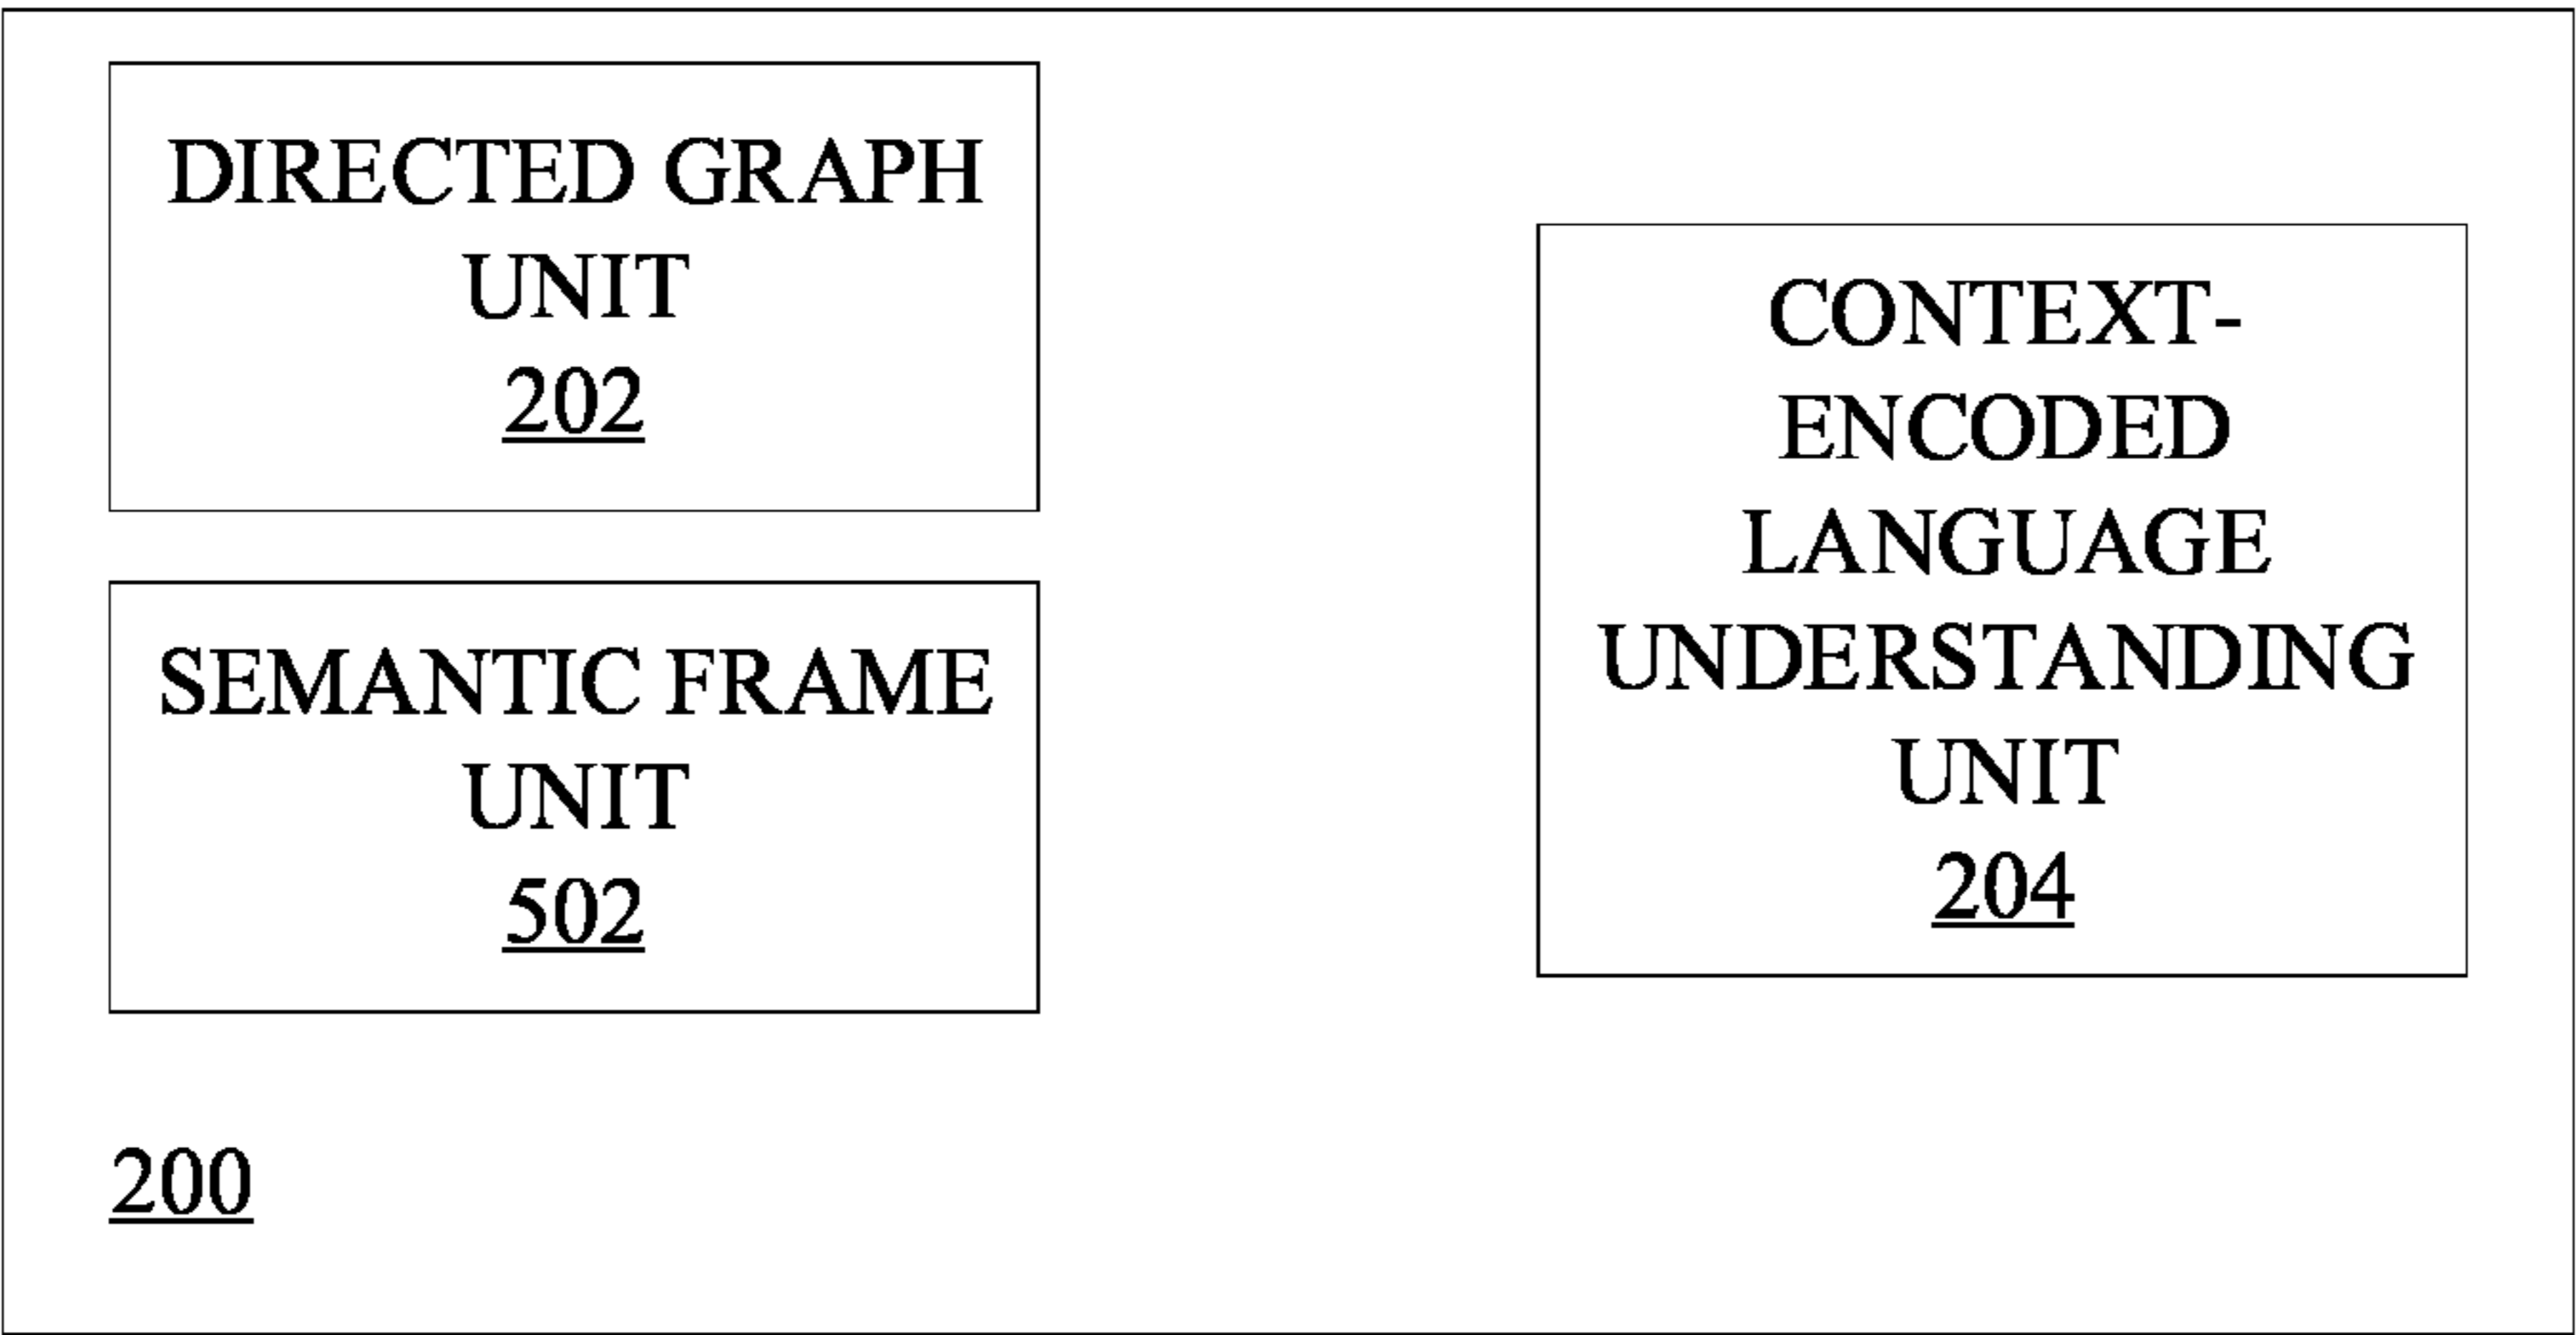 DIRECTED GRAPH
UNIT
202
SEMANTIC FRAME
UNIT
502
CONTEXT-
ENCODED
LANGUAGE
UNDERSTANDING
UNIT
204
200